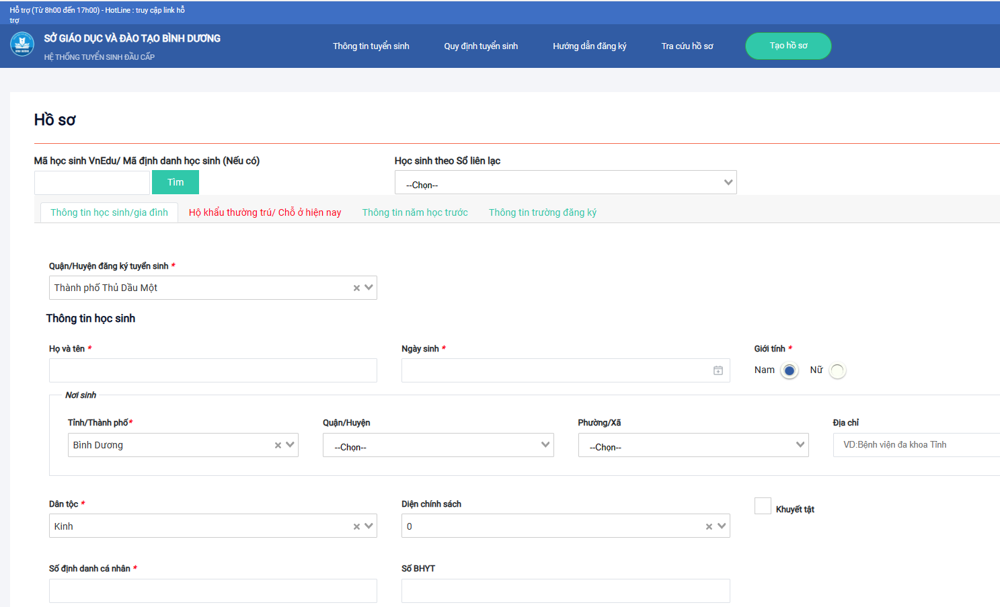 Hỗ trợ (Từ 8h00 đến 17h00) - HotLine : truy cập link hỗ
trợ
SỞ GIÁO DỤC VÀ ĐÀO TẠO BÌNH DƯƠNG
HỆ THỐNG TUYỂN SINH ĐẦU CẤP
Thông tin tuyển sinh
Quy định tuyển sinh
Hướng dẫn đăng ký
Tra cứu hồ sơ
Tạo hồ sơ
Hồ sơ
Mã học sinh VnEdu/ Mã định danh học sinh (Nếu có)
Học sinh theo Sổ liên lạc
Tìm
--Chọn--
Thông tin học sinh/gia đình
Hộ khẩu thường trú/ Chỗ ở hiện nay
Thông tin năm học trước
Thông tin trường đăng ký
Quận/Huyện đăng ký tuyển sinh *
Thành phố Thủ Dầu Một
Thông tin học sinh
Họ và tên *
Ngày sinh *
Giới tính *
Nam
Nữ
Nơi sinh
Tỉnh/Thành phố*
Quận/Huyện
Phường/Xã
Địa chỉ
Bình Dương
--Chọn--
--Chọn--
VD:Bệnh viện đa khoa Tỉnh
Dân tộc *
Diện chính sách
Khuyết tật
Kinh
0
Số định danh cá nhân *
Số BHYT